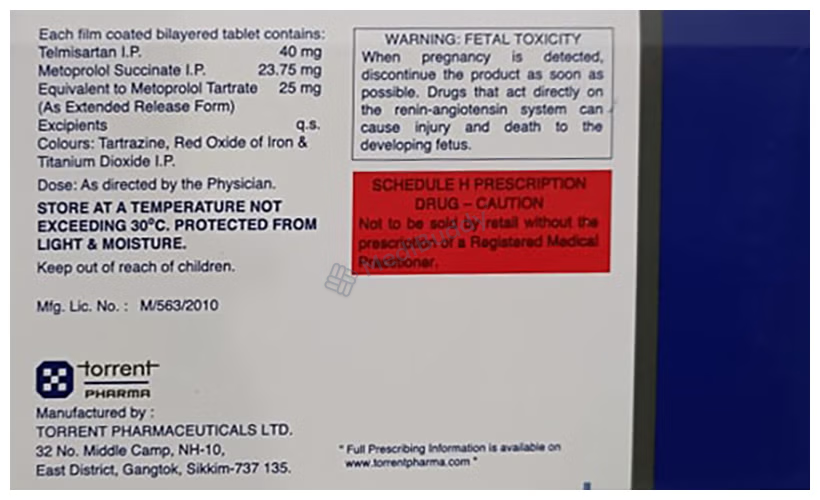 Each film coated bilayered tablet contains:
Telmisartan I.P. 40 mg
Metoprolol Succinate I.P. 23.75 mg
Equivalent to Metoprolol Tartrate 25 mg
(As Extended Release Form)
Excipients q.s.
Colours: Tartrazine, Red Oxide of Iron &
Titanium Dioxide I.P.
Dose: As directed by the Physician.
STORE AT A TEMPERATURE NOT
EXCEEDING 30°C. PROTECTED FROM
LIGHT & MOISTURE.
Keep out of reach of children.
Mfg. Lic. No. : M/563/2010
torrent
PHARMA
Manufactured by :
TORRENT PHARMACEUTICALS LTD.
32 No. Middle Camp, NH-10,
East District, Gangtok, Sikkim-737 135.
WARNING: FETAL TOXICITY
When pregnancy is detected,
discontinue the product as soon as
possible. Drugs that act directly on
the renin-angiotensin system can
cause injury and death to the
developing fetus.
SCHEDULE H PRESCRIPTION
DRUG – CAUTION
Not to be sold by retail without the
prescription of a Registered Medical
Practitioner.
* Full Prescribing Information is available on
www.torrentpharma.com *